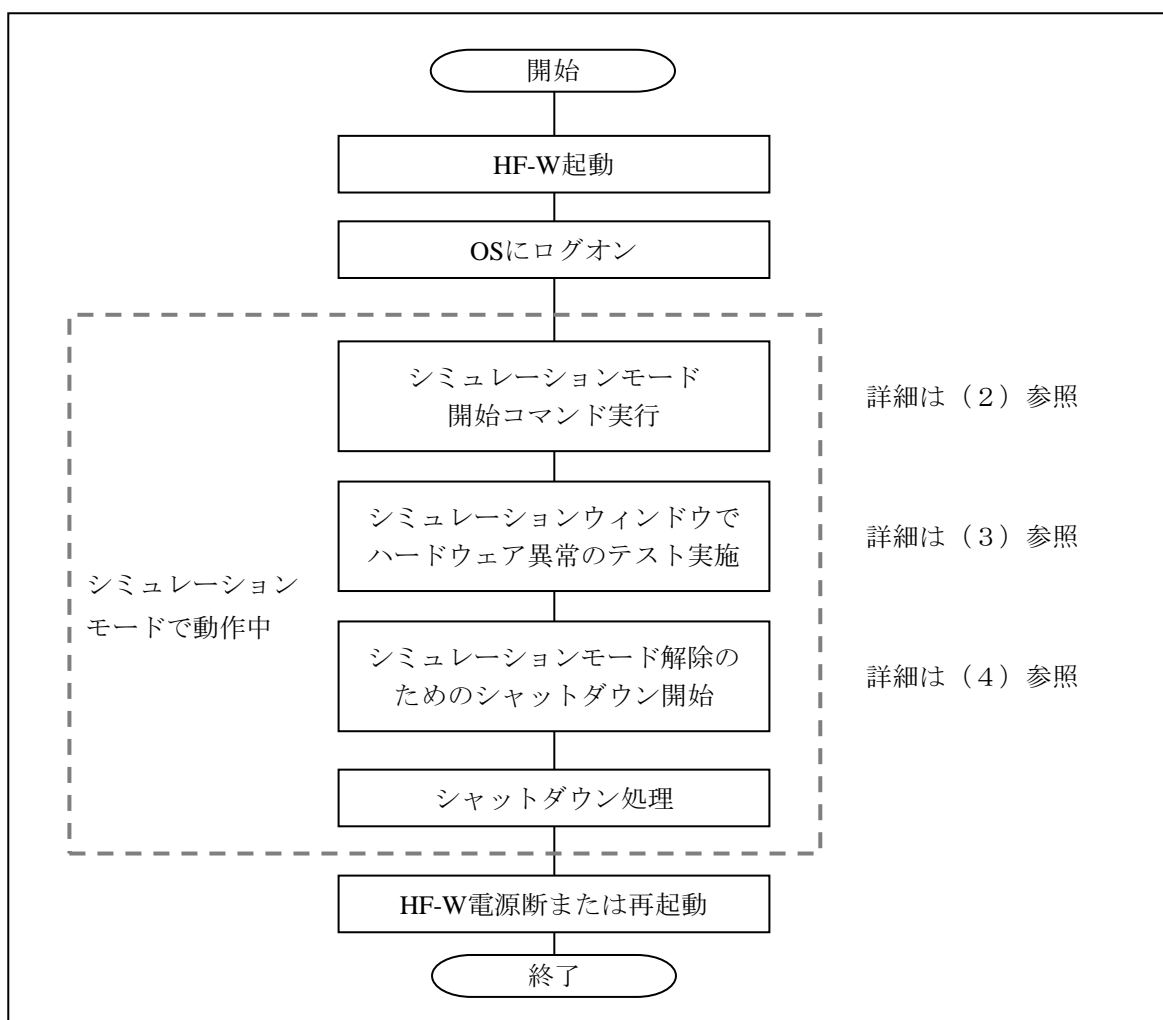 開始
HF-W起動
OSにログオン
シミュレーションモード
開始コマンド実行
詳細は（２）参照
シミュレーションウィンドウで
ハードウェア異常のテスト実施
詳細は（３）参照
シミュレーション
モードで動作中
シミュレーションモード解除の
ためのシャットダウン開始
詳細は（４）参照
シャットダウン処理
HF-W電源断または再起動
終了